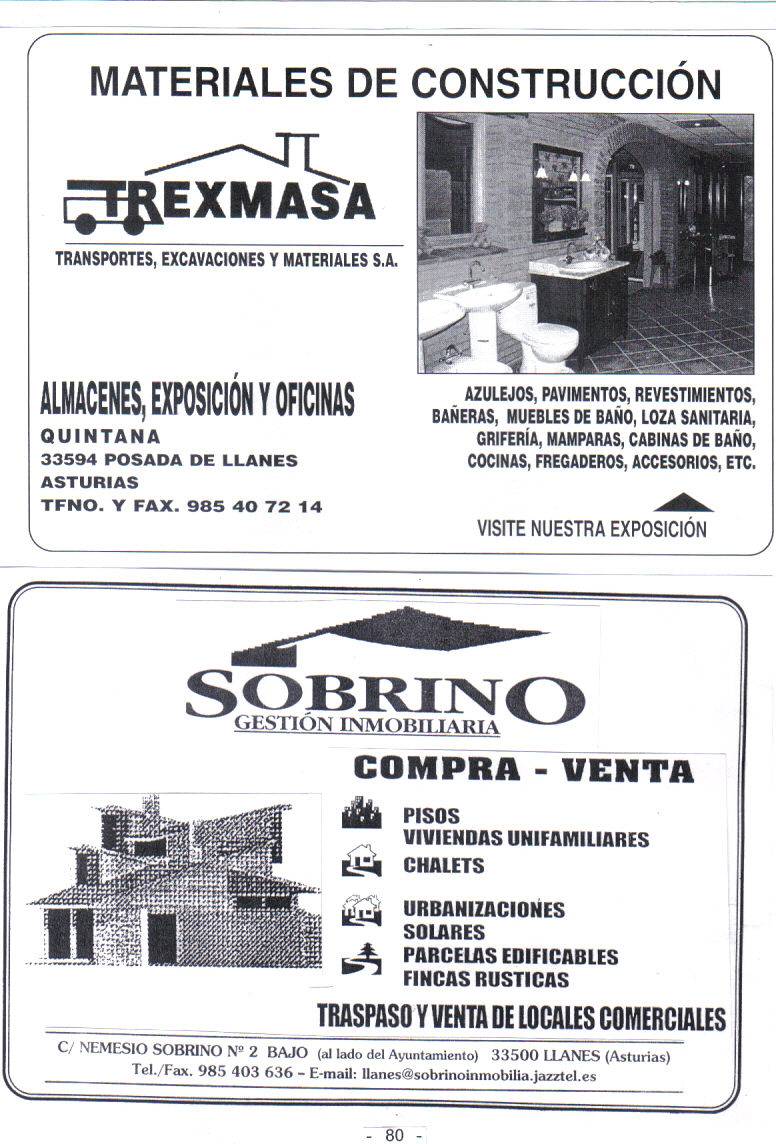 MATERIALES DE CONSTRUCCIÓN
TREXMASA
TRANSPORTES, EXCAVACIONES Y MATERIALES S.A.
ALMACENES, EXPOSICIÓN Y OFICINAS
QUINTANA
33594 POSADA DE LLANES
ASTURIAS
TFNO. Y FAX. 985 40 72 14
AZULEJOS, PAVIMENTOS, REVESTIMIENTOS,
BAÑERAS, MUEBLES DE BAÑO, LOZA SANITARIA,
GRIFERÍA, MAMPARAS, CABINAS DE BAÑO,
COCINAS, FREGADEROS, ACCESORIOS, ETC.
VISITE NUESTRA EXPOSICIÓN
SOBRINO
GESTIÓN INMOBILIARIA
COMPRA - VENTA
PISOS
VIVIENDAS UNIFAMILIARES
CHALETS
URBANIZACIONES
SOLARES
PARCELAS EDIFICABLES
FINCAS RUSTICAS
TRASPASO Y VENTA DE LOCALES COMERCIALES
C/ NEMESIO SOBRINO Nº 2 BAJO (al lado del Ayuntamiento) 33500 LLANES (Asturias)
Tel./Fax. 985 403 636 – E-mail: llanes@sobrinoinmobilia.jazztel.es
- 80 -